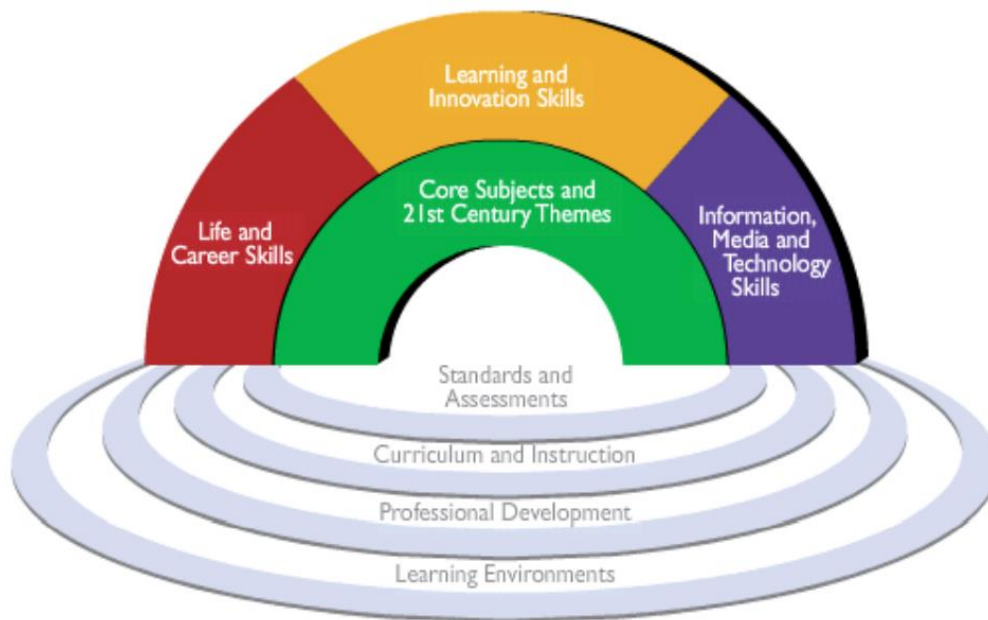 Learning and
Innovation Skills
Core Subjects and
21st Century Themes
Life and
Career Skills
Information,
Media and
Technology
Skills
Standards and
Assessments
Curriculum and Instruction
Professional Development
Learning Environments